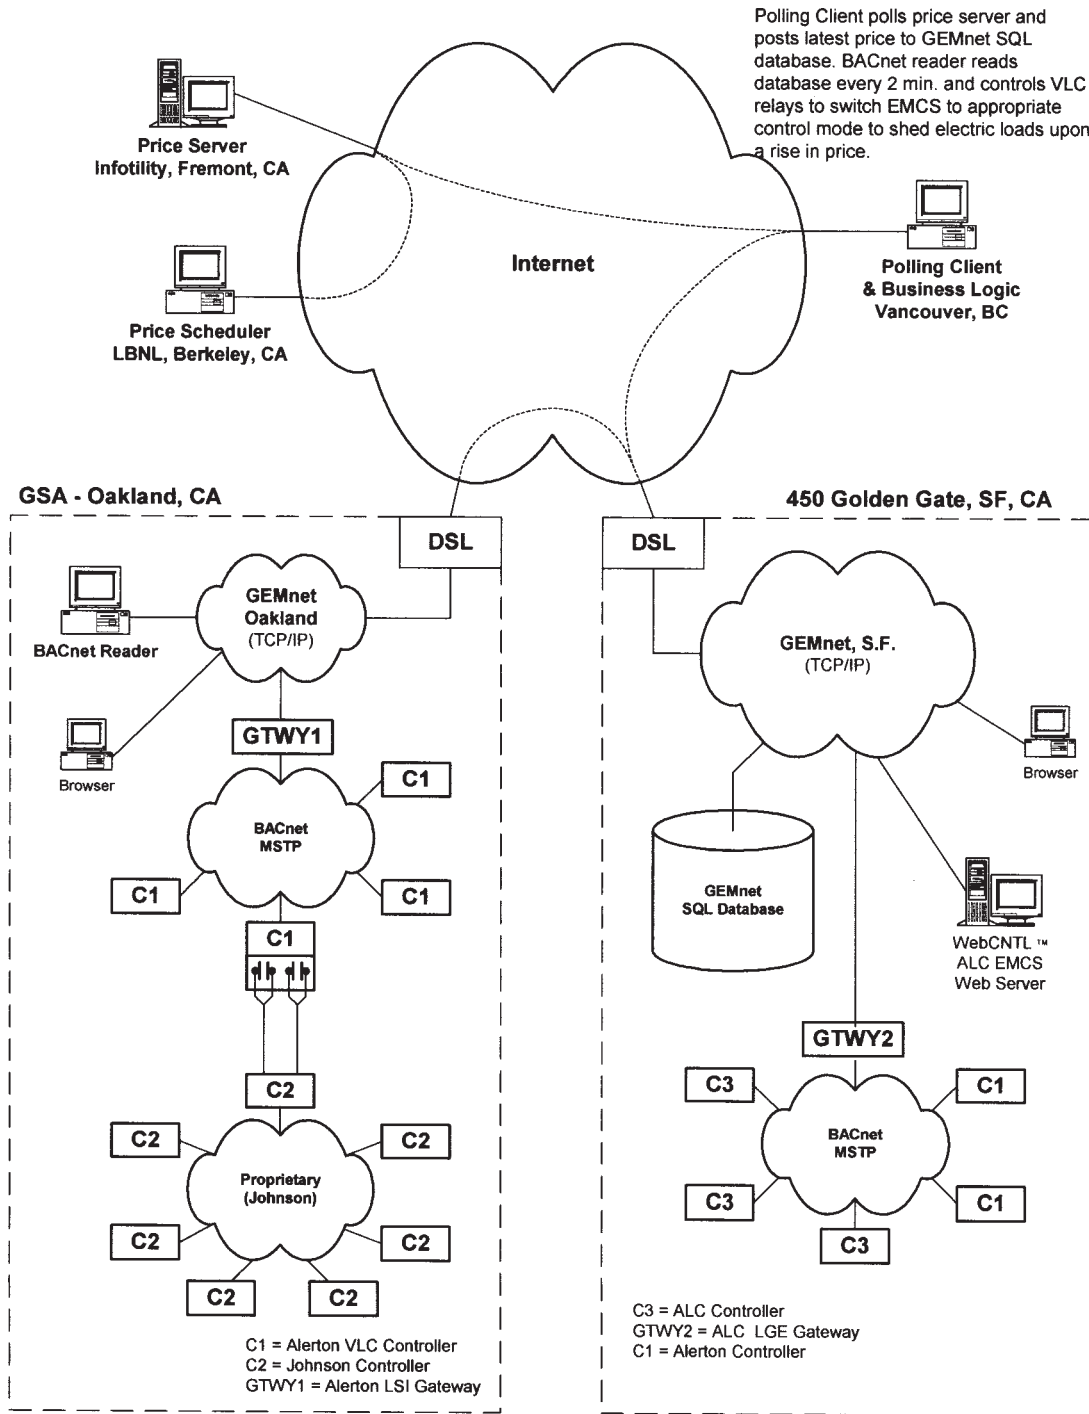 Polling Client polls price server and
posts latest price to GEMnet SQL
database. BACnet reader reads
database every 2 min. and controls VLC
relays to switch EMCS to appropriate
control mode to shed electric loads upon
a rise in price.
Price Server
Infotility, Fremont, CA
Internet
Polling Client
& Business Logic
Vancouver, BC
Price Scheduler
LBNL, Berkeley, CA
GSA - Oakland, CA
DSL
GEMnet
Oakland
(TCP/IP)
BACnet Reader
Browser
GTWY1
C1
BACnet
MSTP
C1
C1
C1
C2
C2
C2
Proprietary
(Johnson)
C2
C2
C2
C2
C1 = Alerton VLC Controller
C2 = Johnson Controller
GTWY1 = Alerton LSI Gateway
450 Golden Gate, SF, CA
DSL
GEMnet, S.F.
(TCP/IP)
Browser
GEMnet
SQL Database
WebCNTL ™
ALC EMCS
Web Server
GTWY2
C3
C1
BACnet
MSTP
C3
C1
C3
C3 = ALC Controller
GTWY2 = ALC LGE Gateway
C1 = Alerton Controller